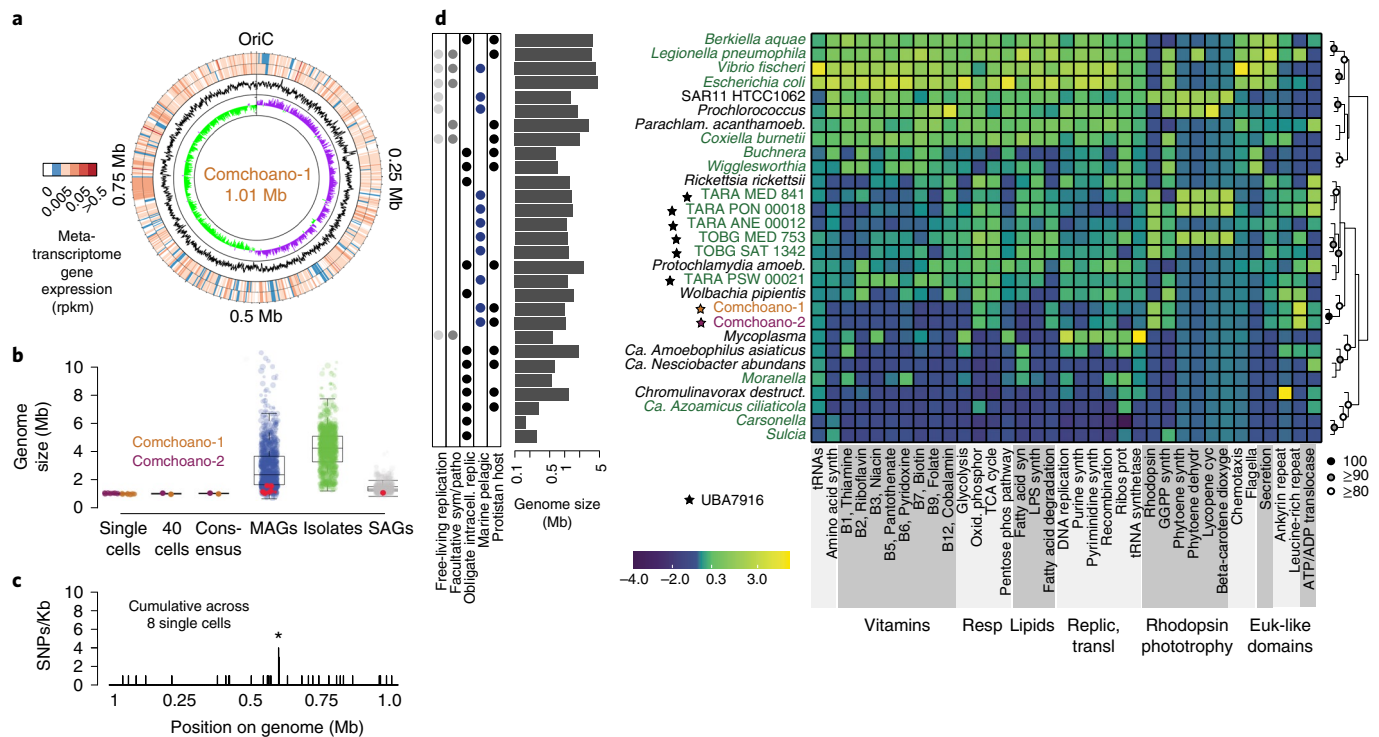 a
OriC
0.25 Mb
0.5 Mb
0.75 Mb
Comchoano-1
1.01 Mb
0
0.005
0.05
>0.5
Meta-
transcriptome
gene
expression
(rpkm)
b
Genome
size (Mb)
10
8
6
4
2
0
Comchoano-1
Comchoano-2
Single
cells
40
cells
Con-
sensus
MAGs
Isolates
SAGs
c
SNPs/Kb
10
8
6
4
2
0
Cumulative across
8 single cells
*
1
0.25
0.5
0.75
1.0
Position on genome (Mb)
d
Free-living replication
Facultative sym/patho
Obligate intracell. replic
Marine pelagic
Protistan host
0.1
0.5
1
5
Genome size
(Mb)
Berkiella aquae
Legionella pneumophila
Vibrio fischeri
Escherichia coli
SAR11 HTCC1062
Prochlorococcus
Parachlam. acanthamoeb.
Coxiella burnetii
Buchnera
Wigglesworthia
Rickettsia rickettsii
TARA MED 841
TARA PON 00018
TARA ANE 00012
TOBG MED 753
TOBG SAT 1342
Protochlamydia amoeb.
TARA PSW 00021
Wolbachia pipientis
Comchoano-1
Comchoano-2
Mycoplasma
Ca. Amoebophilus asiaticus
Ca. Nesciobacter abundans
Moranella
Chromulinavorax destruct.
Ca. Azoamicus ciliaticola
Carsonella
Sulcia
UBA7916
−4.0
−2.0
0.3
3.0
tRNAs
Amino acid synth
B1, Thiamine
B2, Riboflavin
B3, Niacin
B5, Pantothenate
B6, Pyridoxine
B7, Biotin
B9, Folate
B12, Cobalamin
Glycolysis
Oxid. phosphor
TCA cycle
Pentose phos pathway
Fatty acid syn
LPS synth
Fatty acid degradation
DNA replication
Purine synth
Pyriminidine synth
Recombination
Ribos prot
tRNA synthetase
Rhodopsin
GGPP synth
Phytoene synth
Phytoene dehydr
Lycopene cyc
Beta-carotene dioxyge
Chemotaxis
Flagella
Secretion
Ankyrin repeat
Leucine-rich repeat
ATP/ADP translocase
Vitamins
Resp
Lipids
Replic,
transl
Rhodopsin
phototrophy
Euk-like
domains
100
≥90
≥80